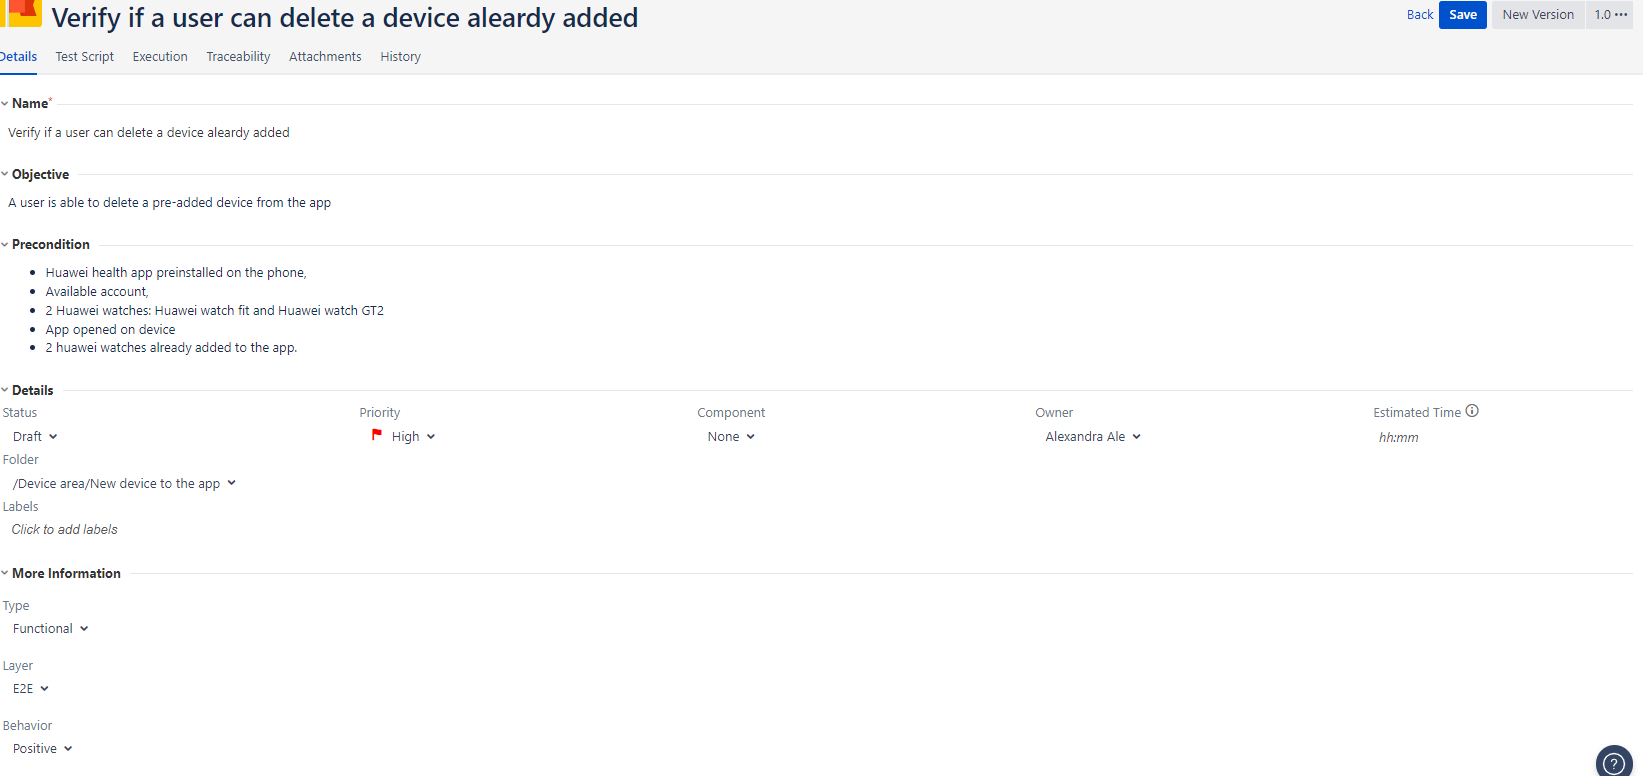 Verify if a user can delete a device aleardy added
Back Save New Version 1.0 ···
Details Test Script Execution Traceability Attachments History
Name*
Verify if a user can delete a device aleardy added
Objective
A user is able to delete a pre-added device from the app
Precondition
• Huawei health app preinstalled on the phone,
• Available account,
• 2 Huawei watches: Huawei watch fit and Huawei watch GT2
• App opened on device
• 2 huawei watches already added to the app.
Details
Status Priority Component Owner Estimated Time
Draft High None Alexandra Ale hh:mm
Folder
/Device area/New device to the app
Labels
Click to add labels
More Information
Type
Functional
Layer
E2E
Behavior
Positive
?